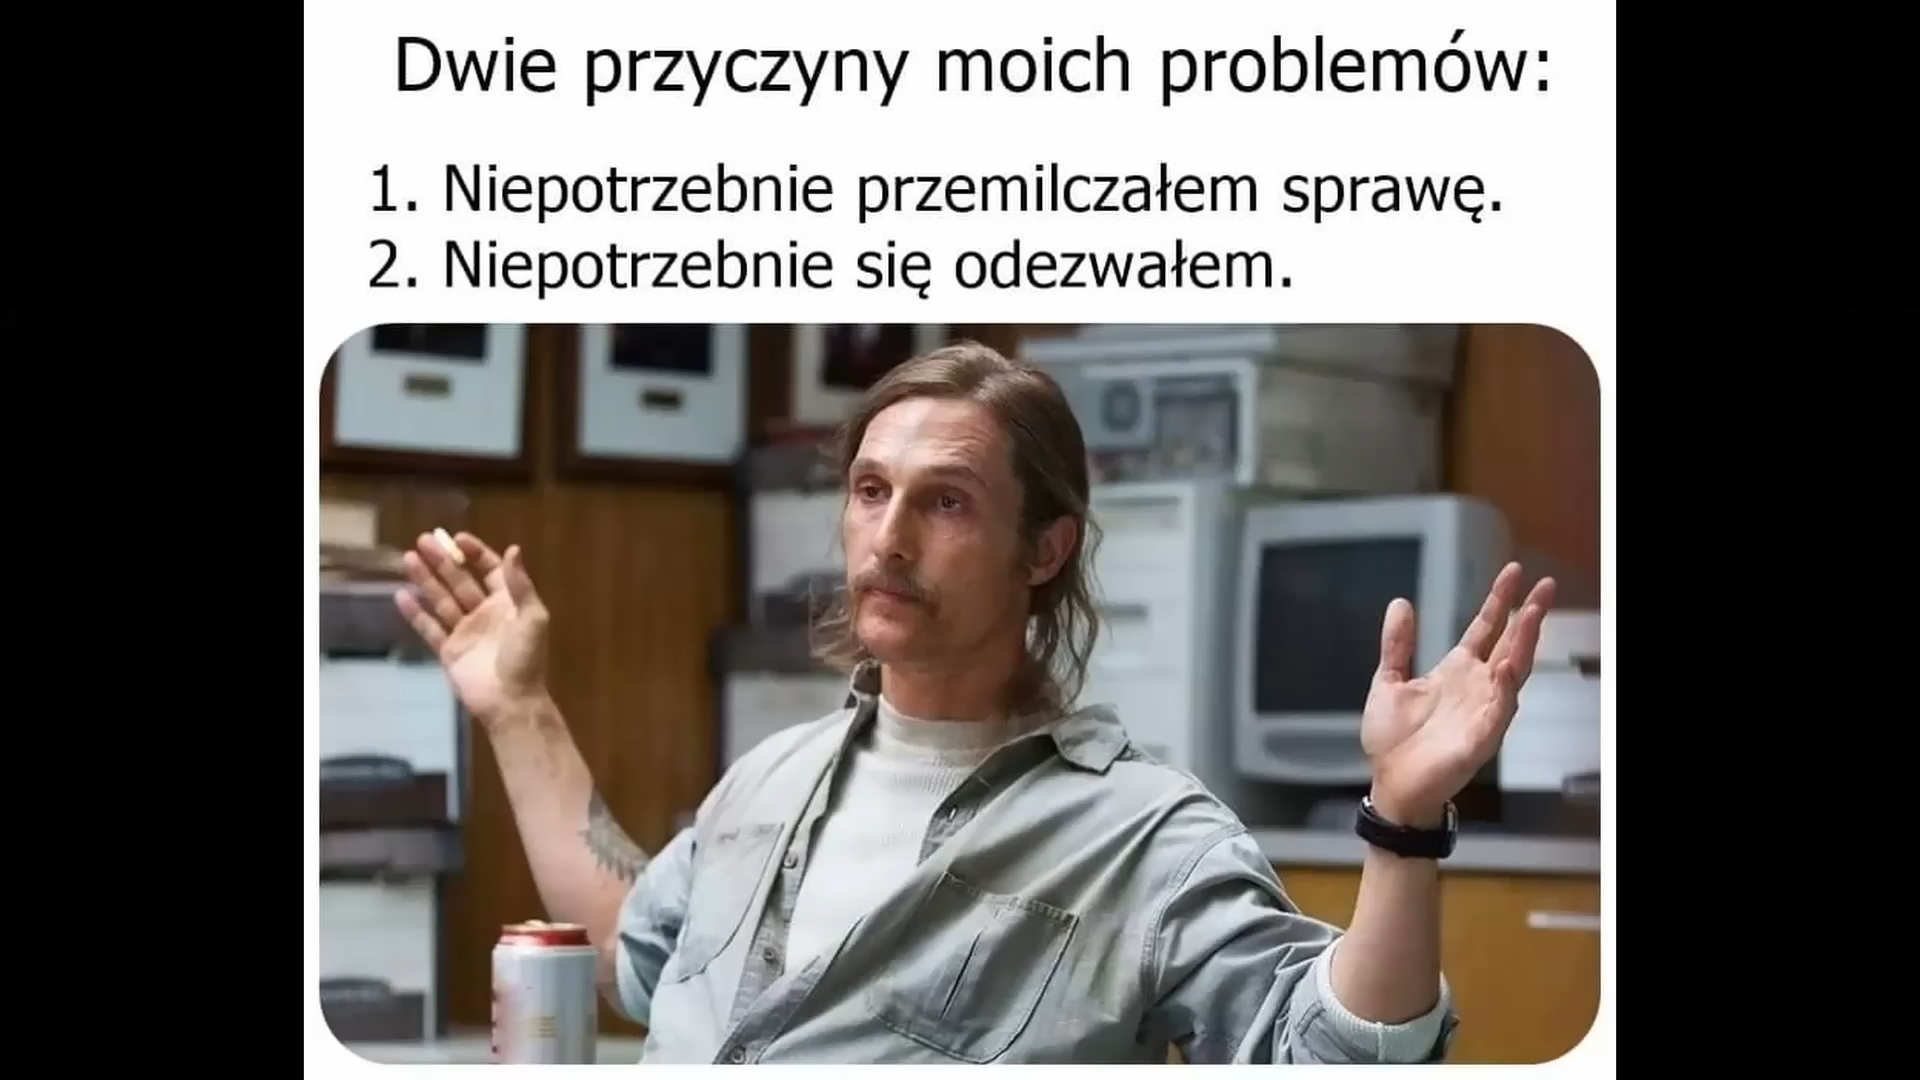 Dwie przyczyny moich problemów:
1. Niepotrzebnie przemilczałem sprawę.
2. Niepotrzebnie się odezwałem.